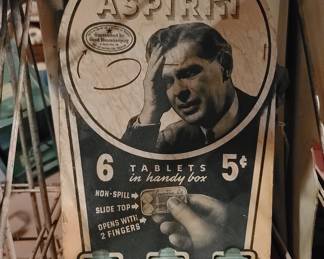 ASPIRIN
6 TABLETS 5¢
in handy box
NON-SPILL
SLIDE TOP
OPENS WITH
2 FINGERS